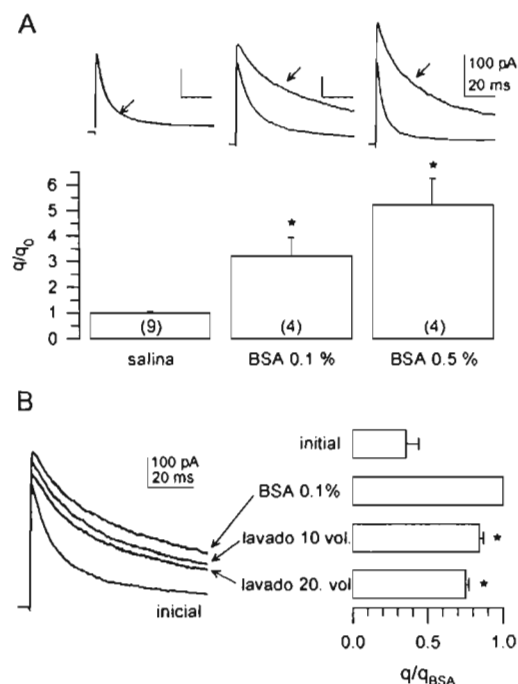 A
100 pA
20 ms
*
*
6
5
4
3
2
1
0
q/q0
(9)
(4)
(4)
salina
BSA 0.1 %
BSA 0.5 %
B
100 pA
20 ms
initial
BSA 0.1%
lavado 10 vol.
*
lavado 20. vol
*
inicial
0.0
0.5
1.0
q/qBSA